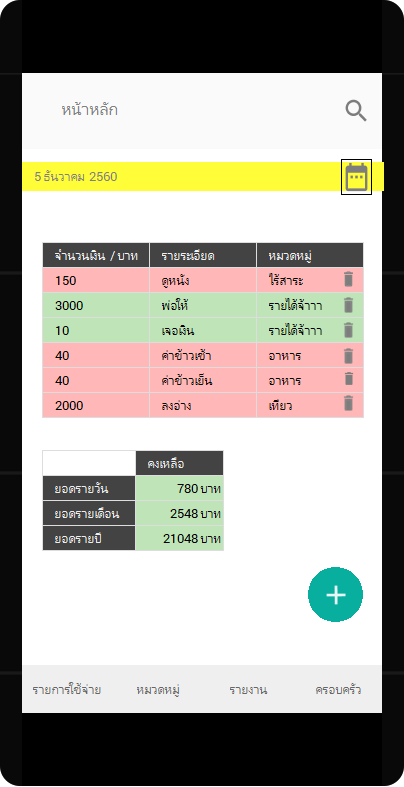 หน้าหลัก
5 ธันวาคม 2560
จำนวนเงิน / บาท รายระเอียด หมวดหมู่
150 ดูหนัง ไร้สาระ
3000 พ่อให้ รายได้จ้าาา
10 เจอเงิน รายได้จ้าาา
40 ค่าข้าวเช้า อาหาร
40 ค่าข้าวเย็น อาหาร
2000 ลงอ่าง เที่ยว
คงเหลือ
ยอดรายวัน 780 บาท
ยอดรายเดือน 2548 บาท
ยอดรายปี 21048 บาท
รายการใช้จ่าย หมวดหมู่ รายงาน ครอบครัว